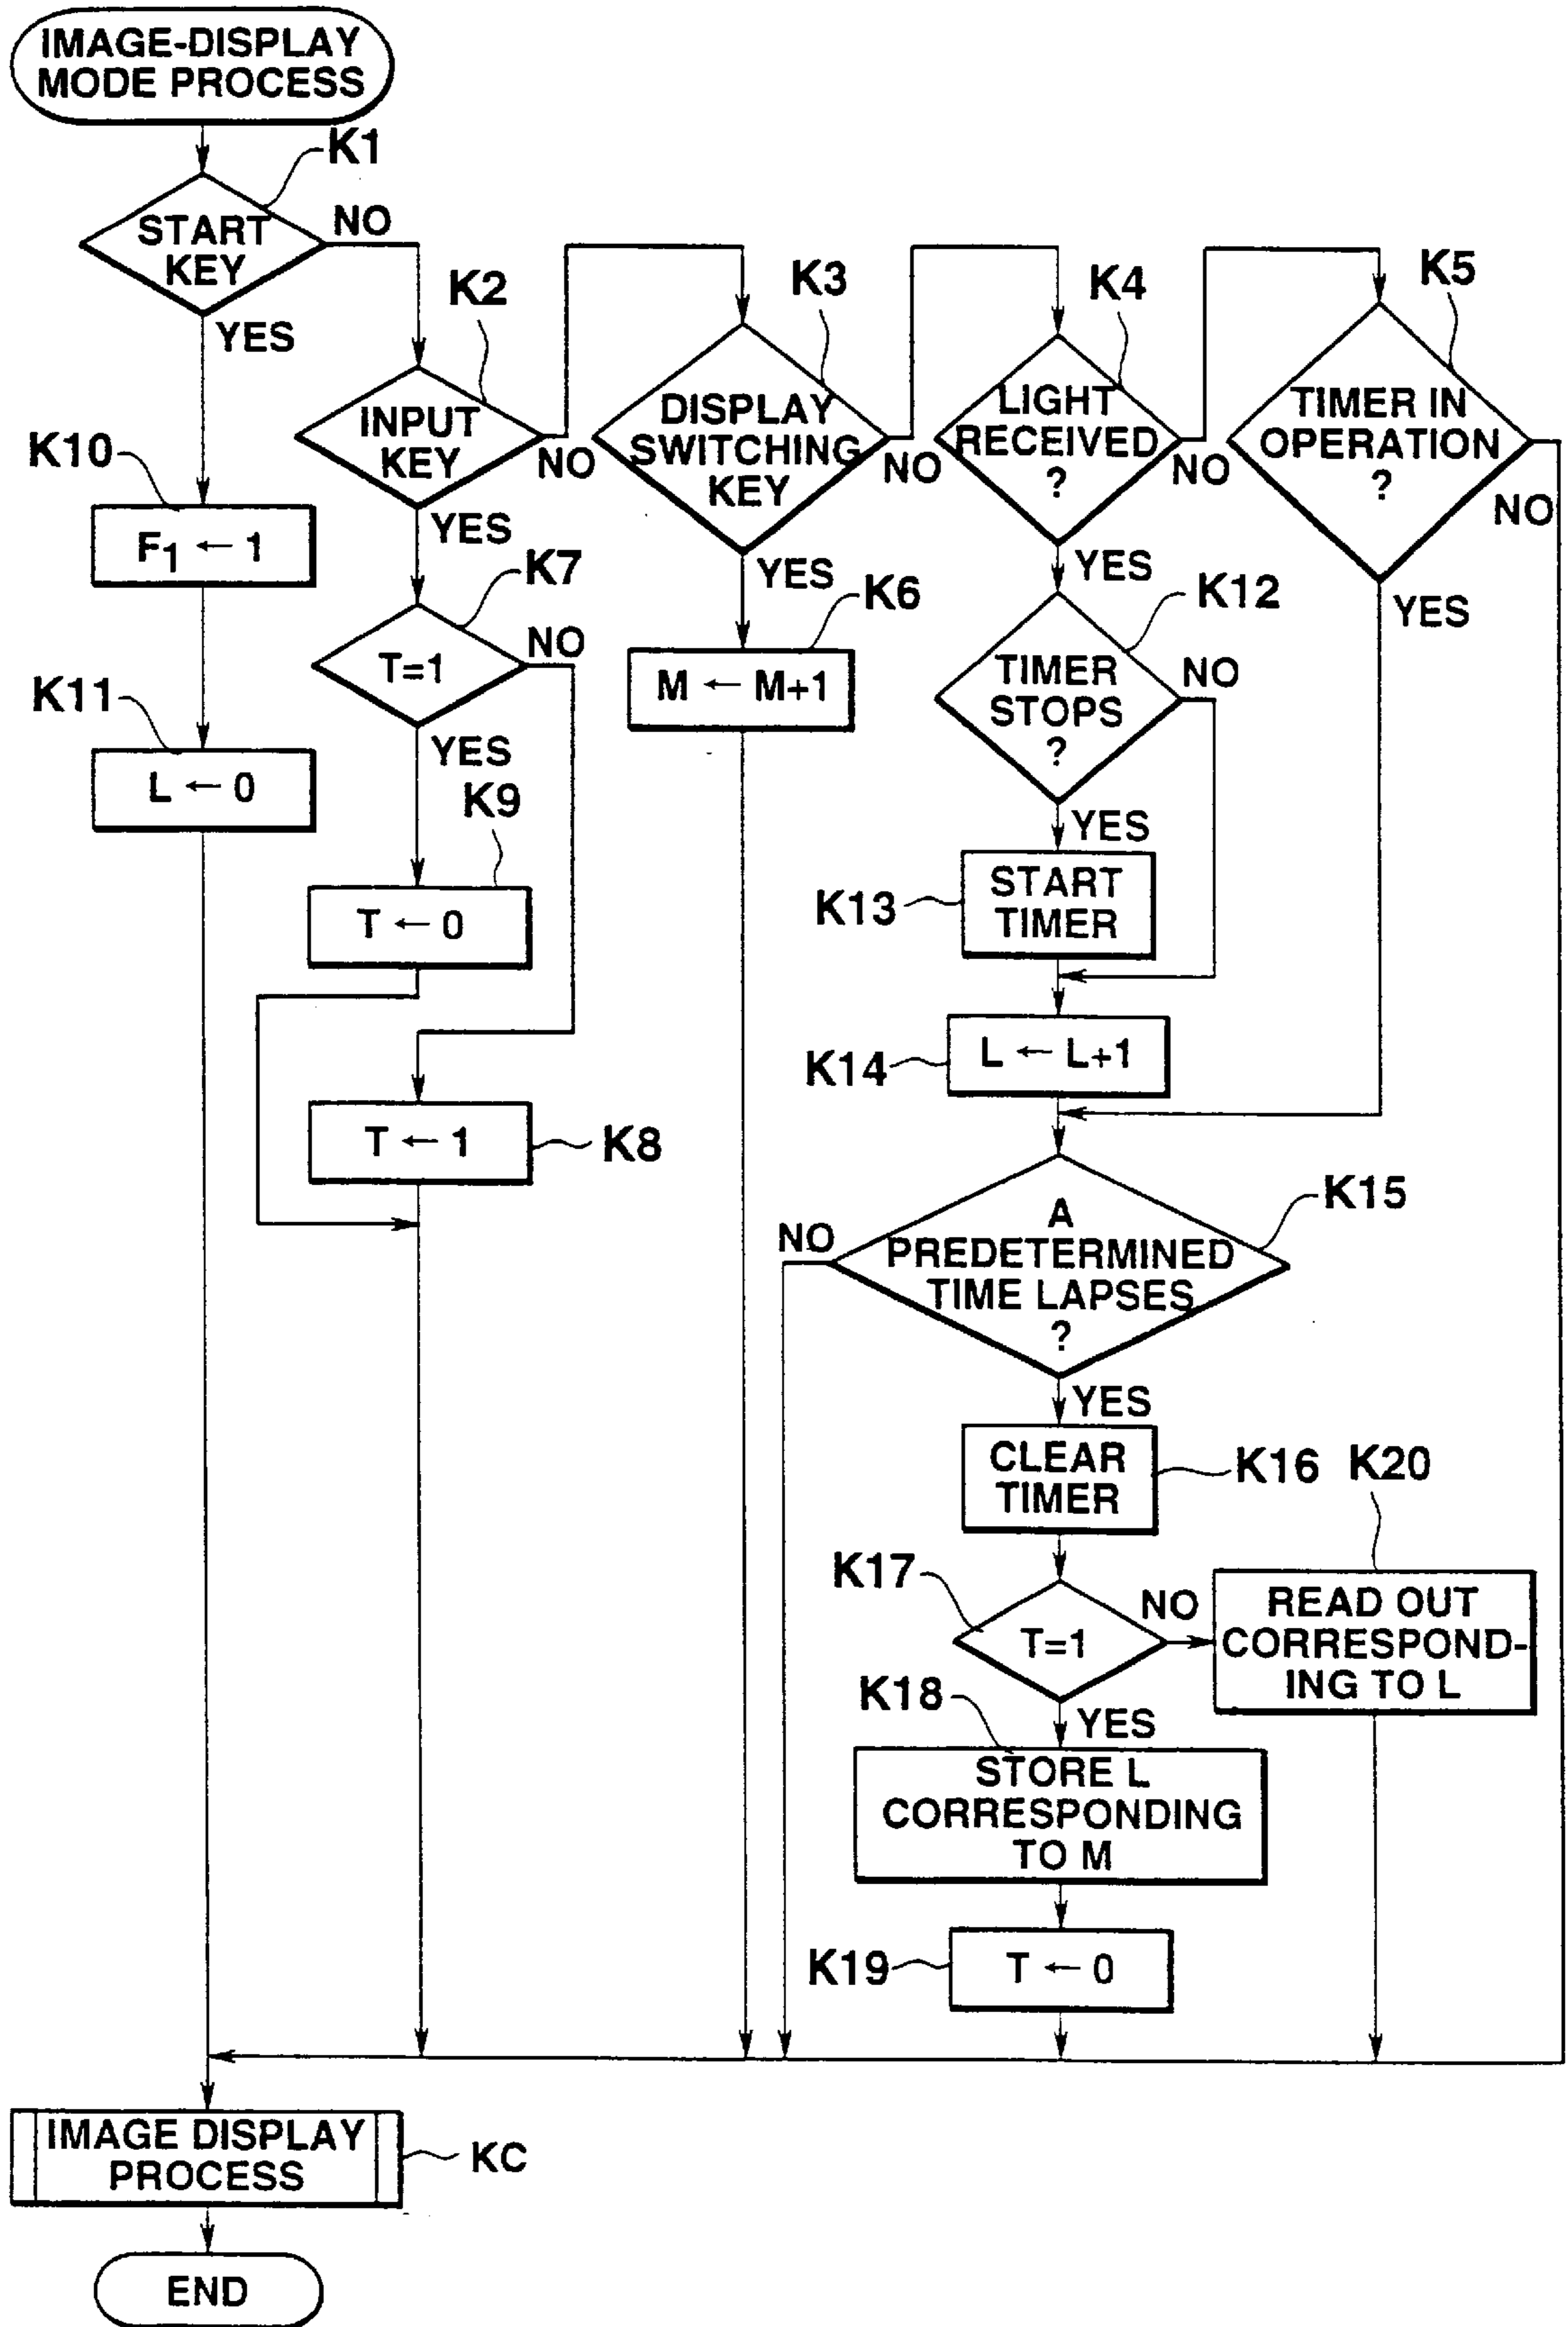 IMAGE-DISPLAY
MODE PROCESS
K1
START
KEY
NO
YES
K2
INPUT
KEY
NO
YES
K3
DISPLAY
SWITCHING
KEY
NO
YES
K4
LIGHT
RECEIVED
?
NO
YES
K5
TIMER IN
OPERATION
?
NO
YES
K10
F1 ← 1
K11
L ← 0
K7
T=1
NO
YES
K9
T ← 0
T ← 1
K8
K6
M ← M+1
K12
TIMER
STOPS
?
NO
YES
K13
START
TIMER
K14
L ← L+1
K15
A
PREDETERMINED
TIME LAPSES
?
NO
YES
CLEAR
TIMER
K16
K17
T=1
NO
YES
K20
READ OUT
CORRESPOND-
ING TO L
K18
STORE L
CORRESPONDING
TO M
K19
T ← 0
IMAGE DISPLAY
PROCESS
KC
END